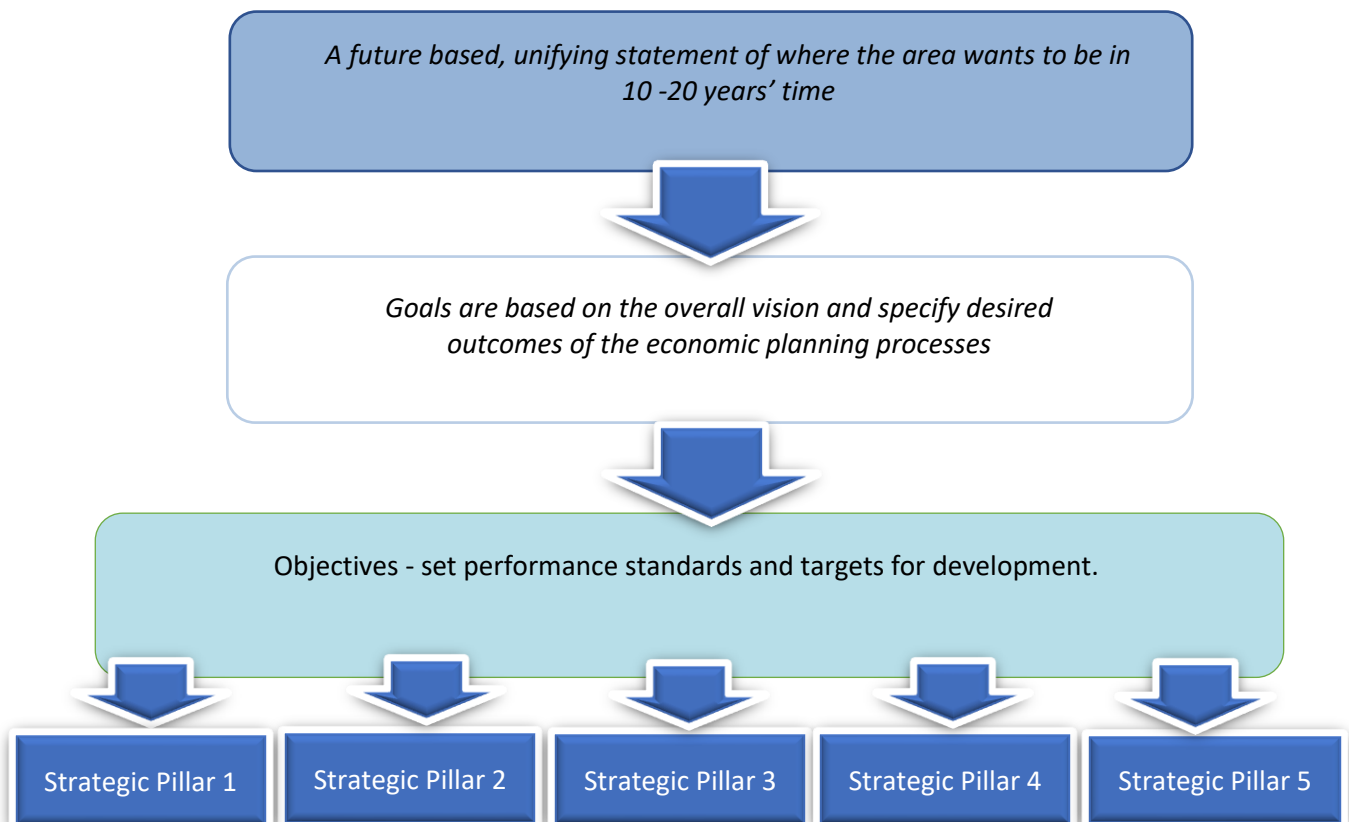 A future based, unifying statement of where the area wants to be in
10 -20 years’ time
Goals are based on the overall vision and specify desired
outcomes of the economic planning processes
Objectives - set performance standards and targets for development.
Strategic Pillar 1
Strategic Pillar 2
Strategic Pillar 3
Strategic Pillar 4
Strategic Pillar 5